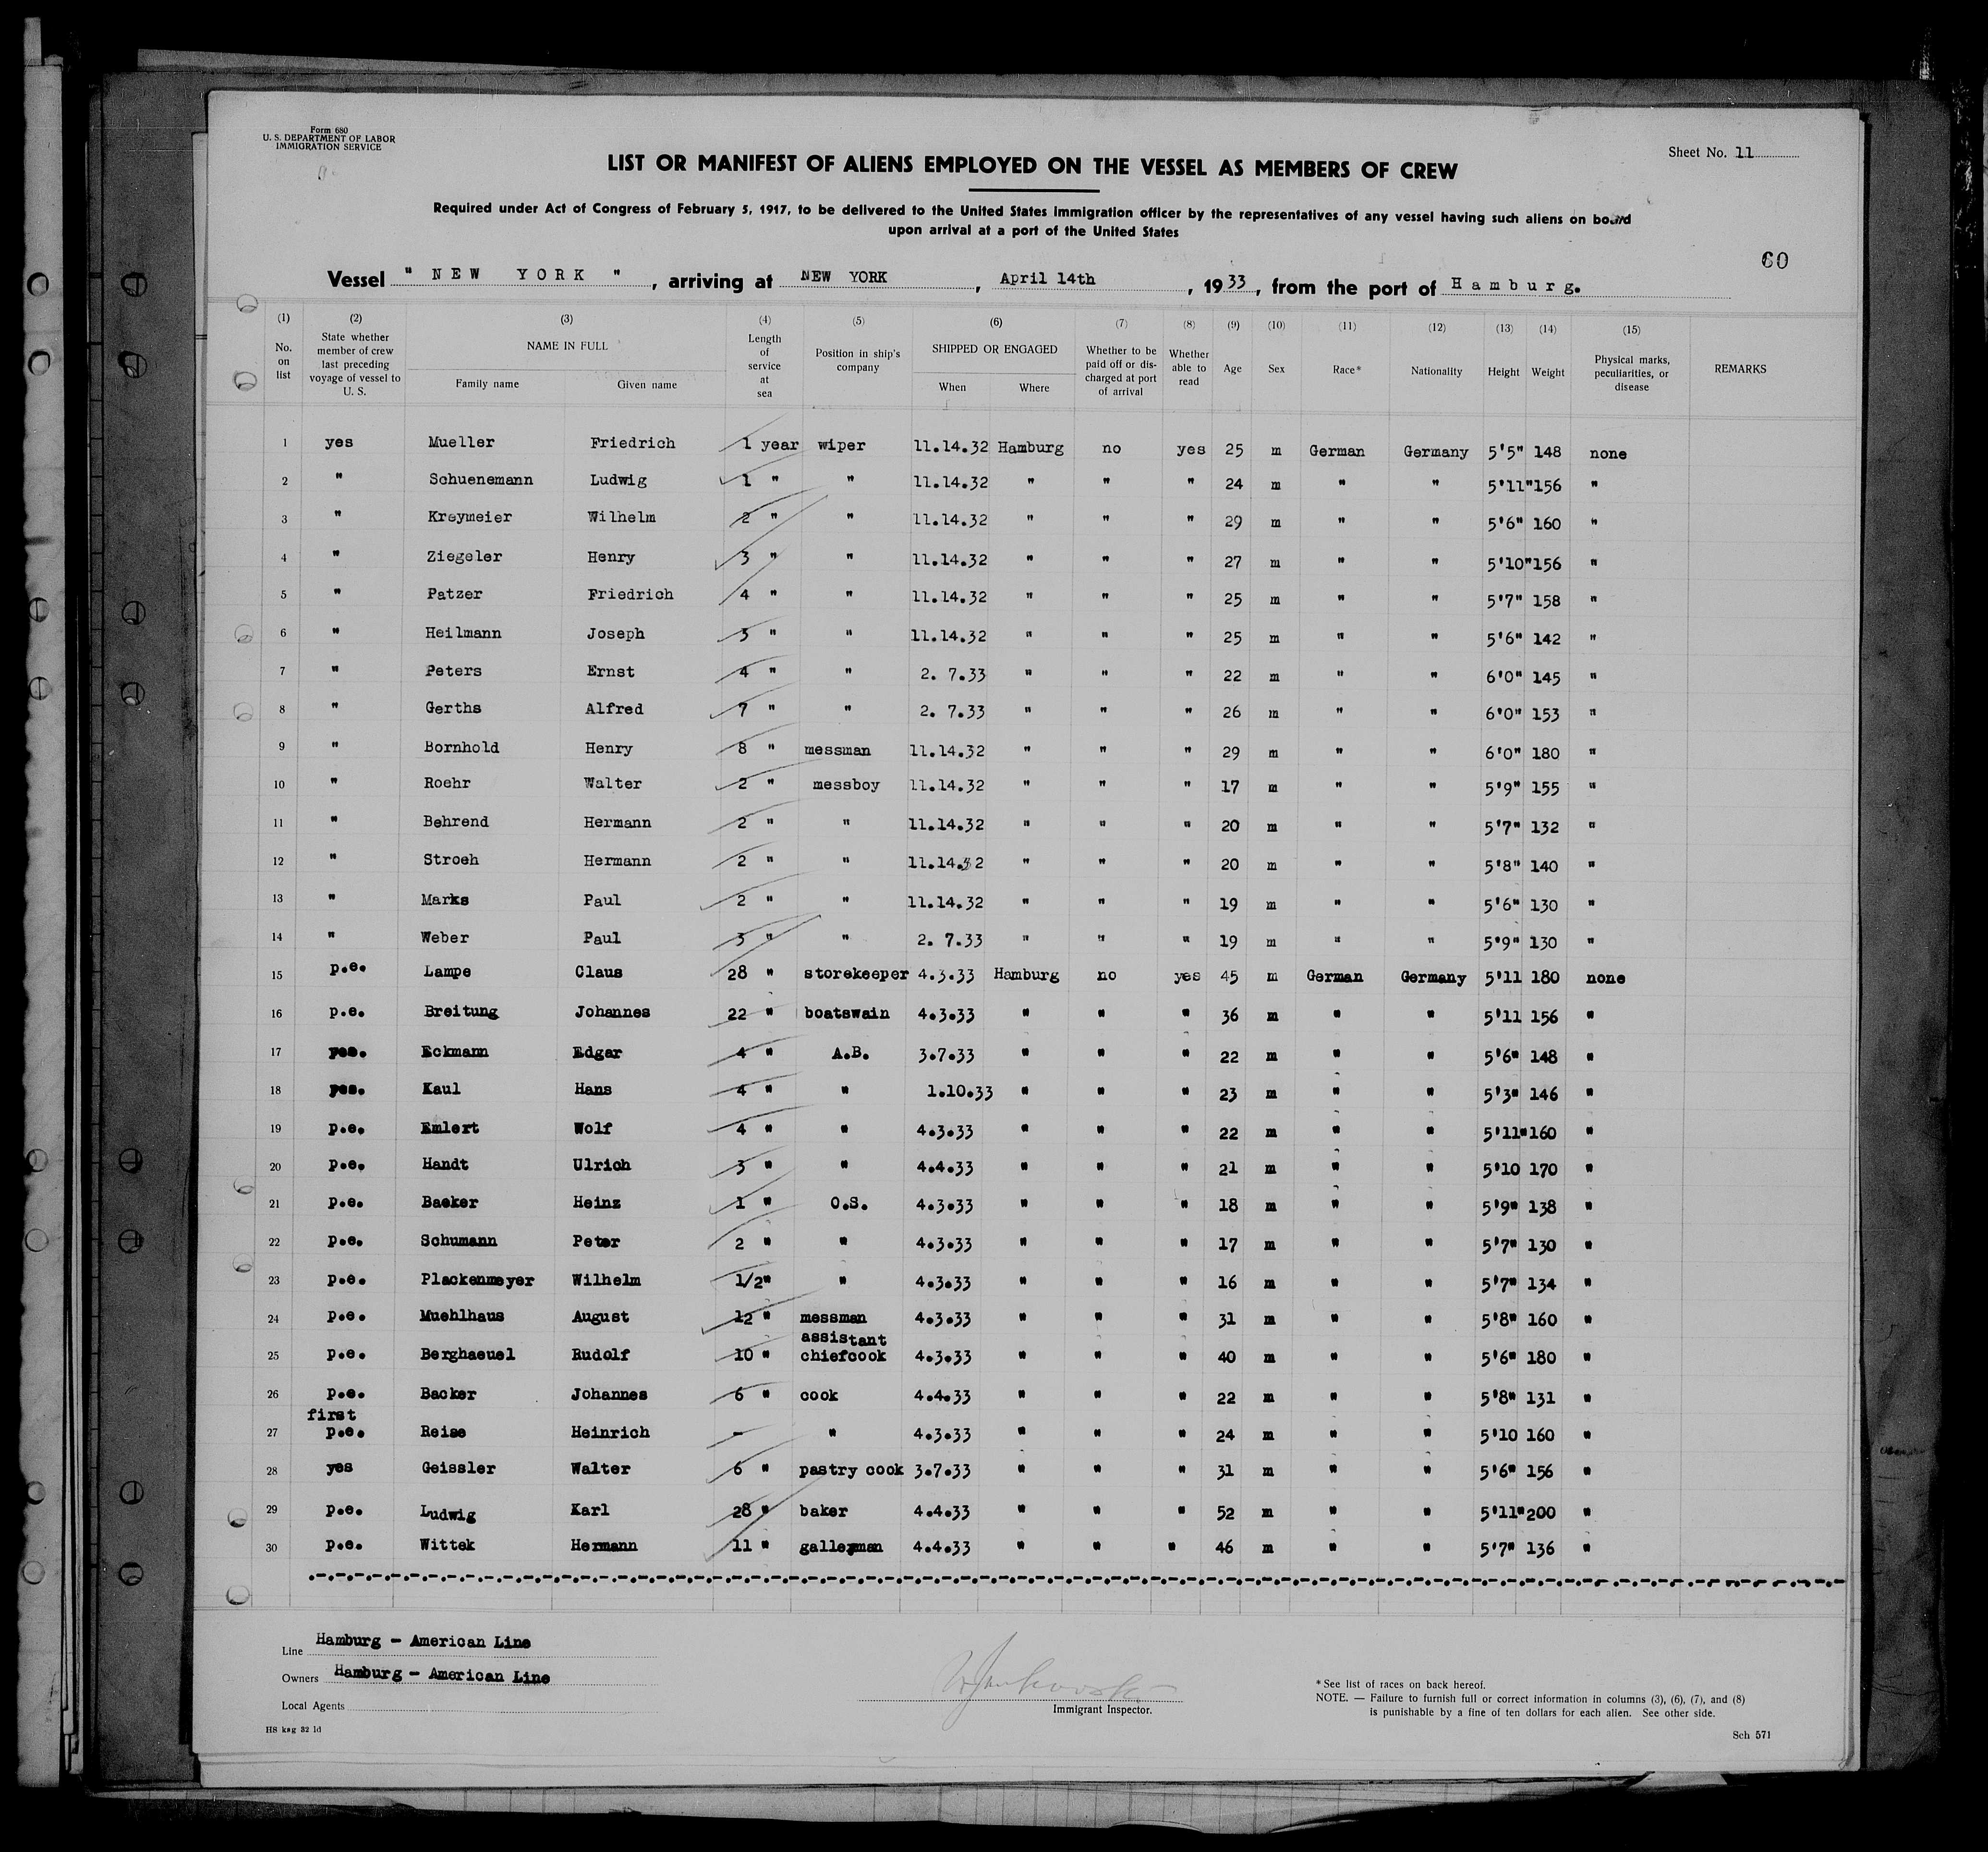 Form 680
U. S. DEPARTMENT OF LABOR
IMMIGRATION SERVICE
Sheet No. 11
LIST OR MANIFEST OF ALIENS EMPLOYED ON THE VESSEL AS MEMBERS OF CREW
Required under Act of Congress of February 5, 1917, to be delivered to the United States immigration officer by the representatives of any vessel having such aliens on board
upon arrival at a port of the United States
60
Vessel " NEW YORK ", arriving at NEW YORK, April 14th, 1933, from the port of Hamburg.
(1) (2) (3) (4) (5) (6) (7) (8) (9) (10) (11) (12) (13) (14) (15)
No. on list State whether member of crew last preceding voyage of vessel to U. S. NAME IN FULL Family name Given name Length of service at sea Position in ship's company SHIPPED OR ENGAGED When Where Whether to be paid off or discharged at port of arrival Whether able to read Age Sex Race* Nationality Height Weight Physical marks, peculiarities, or disease REMARKS
1 yes Mueller Friedrich 1 year wiper 11.14.32 Hamburg no yes 25 m German Germany 5'5" 148 none
2 " Schuenemann Ludwig 1 " " 11.14.32 " " " 24 m " " 5'11" 156 "
3 " Kreymeier Wilhelm 2 " " 11.14.32 " " " 29 m " " 5'6" 160 "
4 " Ziegeler Henry 3 " " 11.14.32 " " " 27 m " " 5'10" 156 "
5 " Patzer Friedrich 4 " " 11.14.32 " " " 25 m " " 5'7" 158 "
6 " Heilmann Joseph 3 " " 11.14.32 " " " 25 m " " 5'6" 142 "
7 " Peters Ernst 4 " " 2. 7.33 " " " 22 m " " 6'0" 145 "
8 " Gerths Alfred 7 " " 2. 7.33 " " " 26 m " " 6'0" 153 "
9 " Bornhold Henry 8 " messman 11.14.32 " " " 29 m " " 6'0" 180 "
10 " Roehr Walter 2 " messboy 11.14.32 " " " 17 m " " 5'9" 155 "
11 " Behrend Hermann 2 " " 11.14.32 " " " 20 m " " 5'7" 132 "
12 " Stroeh Hermann 2 " " 11.14.32 " " " 20 m " " 5'8" 140 "
13 " Marks Paul 2 " " 11.14.32 " " " 19 m " " 5'6" 130 "
14 " Weber Paul 3 " " 2. 7.33 " " " 19 m " " 5'9" 130 "
15 p.e. Lampe Claus 28 " storekeeper 4.3.33 Hamburg no yes 45 m German Germany 5'11 180 none
16 p.e. Breitung Johannes 22 " boatswain 4.3.33 " " " 36 m " " 5'11 156 "
17 yes. Eckmann Edgar 4 " A.B. 3.7.33 " " " 22 m " " 5'6" 148 "
18 yes. Kaul Hans 4 " " 1.10.33 " " " 23 m " " 5'3" 146 "
19 p.e. Emlert Wolf 4 " " 4.3.33 " " " 22 m " " 5'11" 160 "
20 p.e. Handt Ulrich 3 " " 4.4.33 " " " 21 m " " 5'10 170 "
21 p.e. Baeker Heinz 1 " O.S. 4.3.33 " " " 18 m " " 5'9" 138 "
22 p.e. Schumann Peter 2 " " 4.3.33 " " " 17 m " " 5'7" 130 "
23 p.e. Plackenmeyer Wilhelm 1/2" " 4.3.33 " " " 16 m " " 5'7" 134 "
24 p.e. Muehlhaus August 12 " messman 4.3.33 " " " 31 m " " 5'8" 160 "
assistant
25 p.e. Berghaeuel Rudolf 10 " chiefcook 4.3.33 " " " 40 m " " 5'6" 180 "
26 p.e. Backer Johannes 6 " cook 4.4.33 " " " 22 m " " 5'8" 131 "
first
27 p.e. Reise Heinrich - " 4.3.33 " " " 24 m " " 5'10 160 "
28 yes Geissler Walter 6 " pastry cook 3.7.33 " " " 31 m " " 5'6" 156 "
29 p.e. Ludwig Karl 28 " baker 4.4.33 " " " 52 m " " 5'11" 200 "
30 p.e. Wittek Hermann 11 " galleyman 4.4.33 " " " 46 m " " 5'7" 136 "
Line Hamburg - American Line
Owners Hamburg - American Line
Local Agents
HS kag 32 1d
Immigrant Inspector.
* See list of races on back hereof.
NOTE. — Failure to furnish full or correct information in columns (3), (6), (7), and (8)
is punishable by a fine of ten dollars for each alien. See other side.
Sch 571